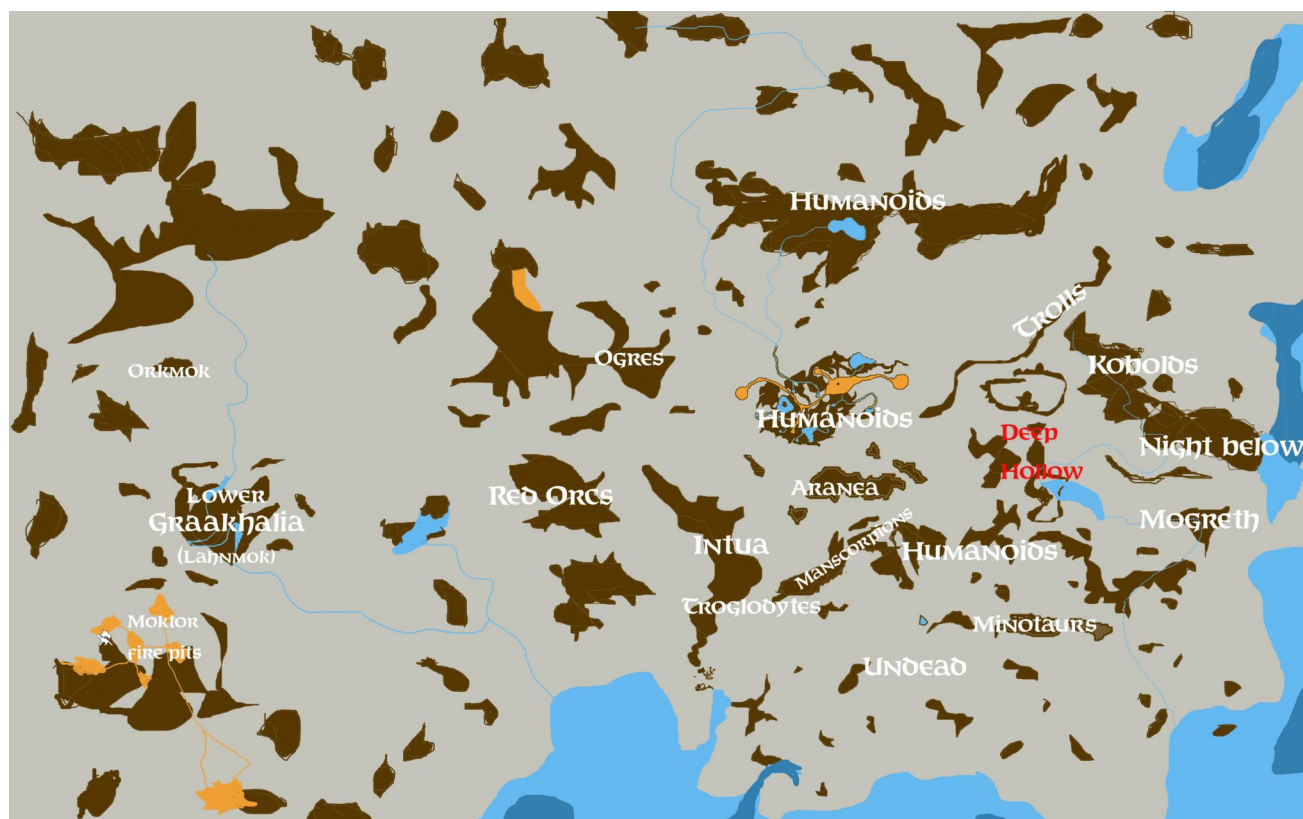 Humanoids
Trolls
Ogres
Orkmok
Kobolds
Humanoids
Deep
Hollow
Night below
Lower
Graakhalia
(Lahnmok)
Red Orcs
Aranea
Mogreth
Intua
Manscorpions
Humanoids
Troglodytes
Moktor
fire pits
Minotaurs
Undead